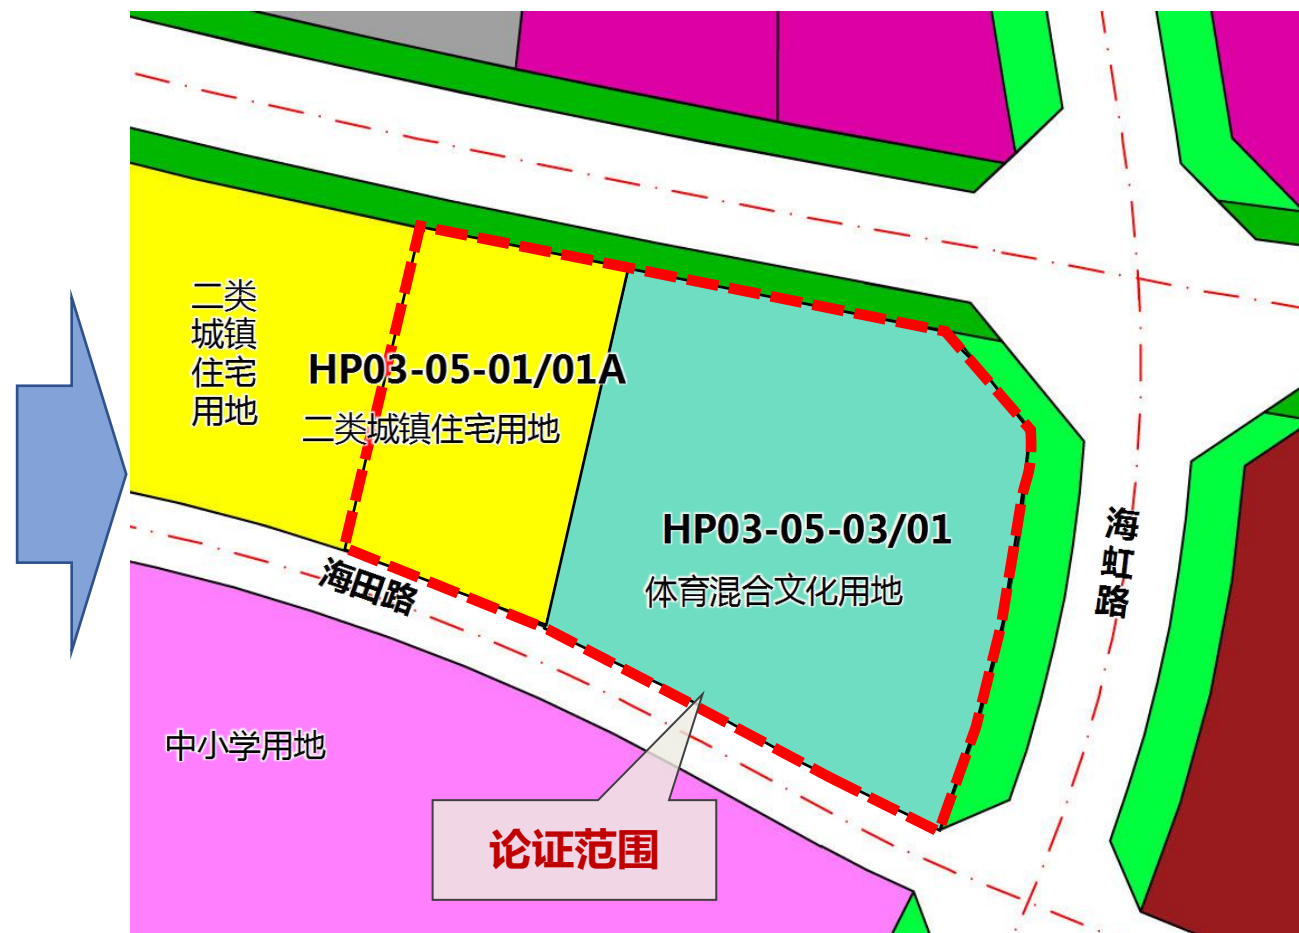 二类
城镇
住宅
用地
HP03-05-01/01A
二类城镇住宅用地
HP03-05-03/01
体育混合文化用地
海虹路
海田路
中小学用地
论证范围